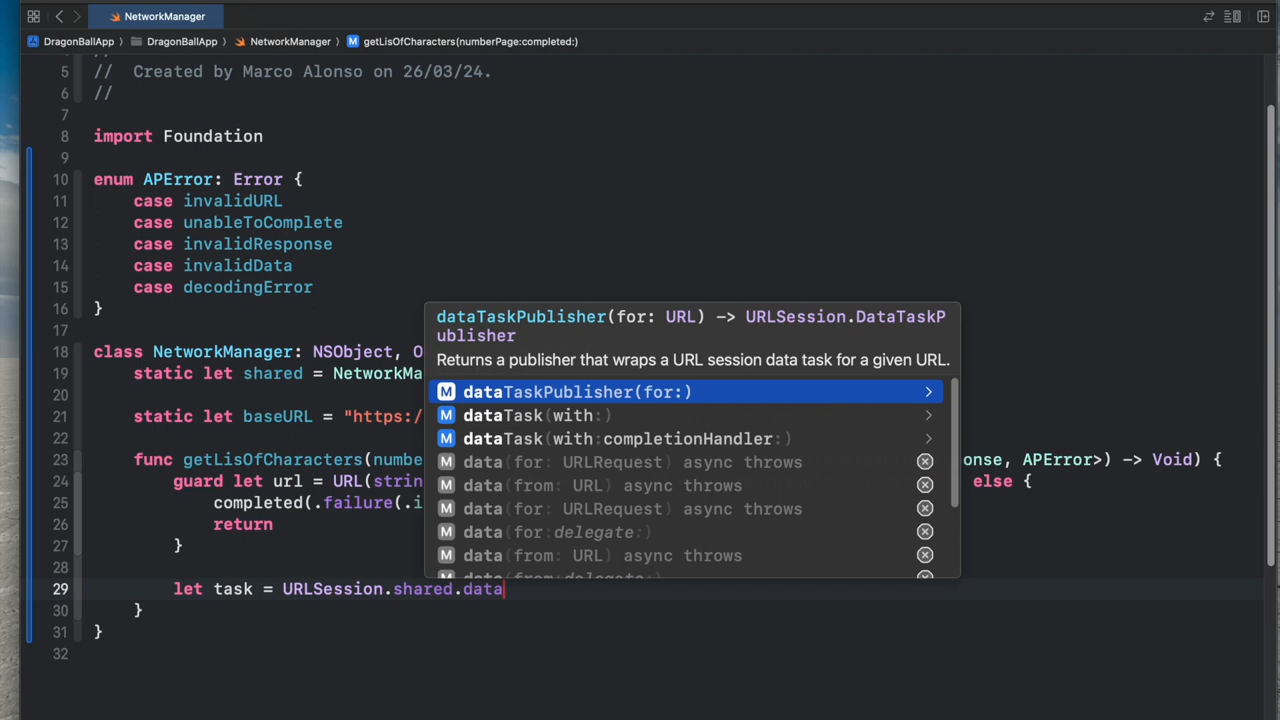 NetworkManager
DragonBallApp 〉 DragonBallApp 〉 NetworkManager 〉 M getLisOfCharacters(numberPage:completed:)
5 // Created by Marco Alonso on 26/03/24.
6 //
7
8 import Foundation
9
10 enum APError: Error {
11 case invalidURL
12 case unableToComplete
13 case invalidResponse
14 case invalidData
15 case decodingError
16 }
17
18 class NetworkManager: NSObject, O
19 static let shared = NetworkMa
20
21 static let baseURL = "https:/
22
23 func getLisOfCharacters(numbe onse, APError>) -> Void) {
24 guard let url = URL(strin else {
25 completed(.failure(.i
26 return
27 }
28
29 let task = URLSession.shared.data
30 }
31 }
32
dataTaskPublisher(for: URL) -> URLSession.DataTaskP
ublisher
Returns a publisher that wraps a URL session data task for a given URL.
M dataTaskPublisher(for:)
M dataTask(with:)
M dataTask(with:completionHandler:)
M data(for: URLRequest) async throws
M data(from: URL) async throws
M data(for: URLRequest) async throws
M data(for:delegate:)
M data(from: URL) async throws
M data(from:delegate:)